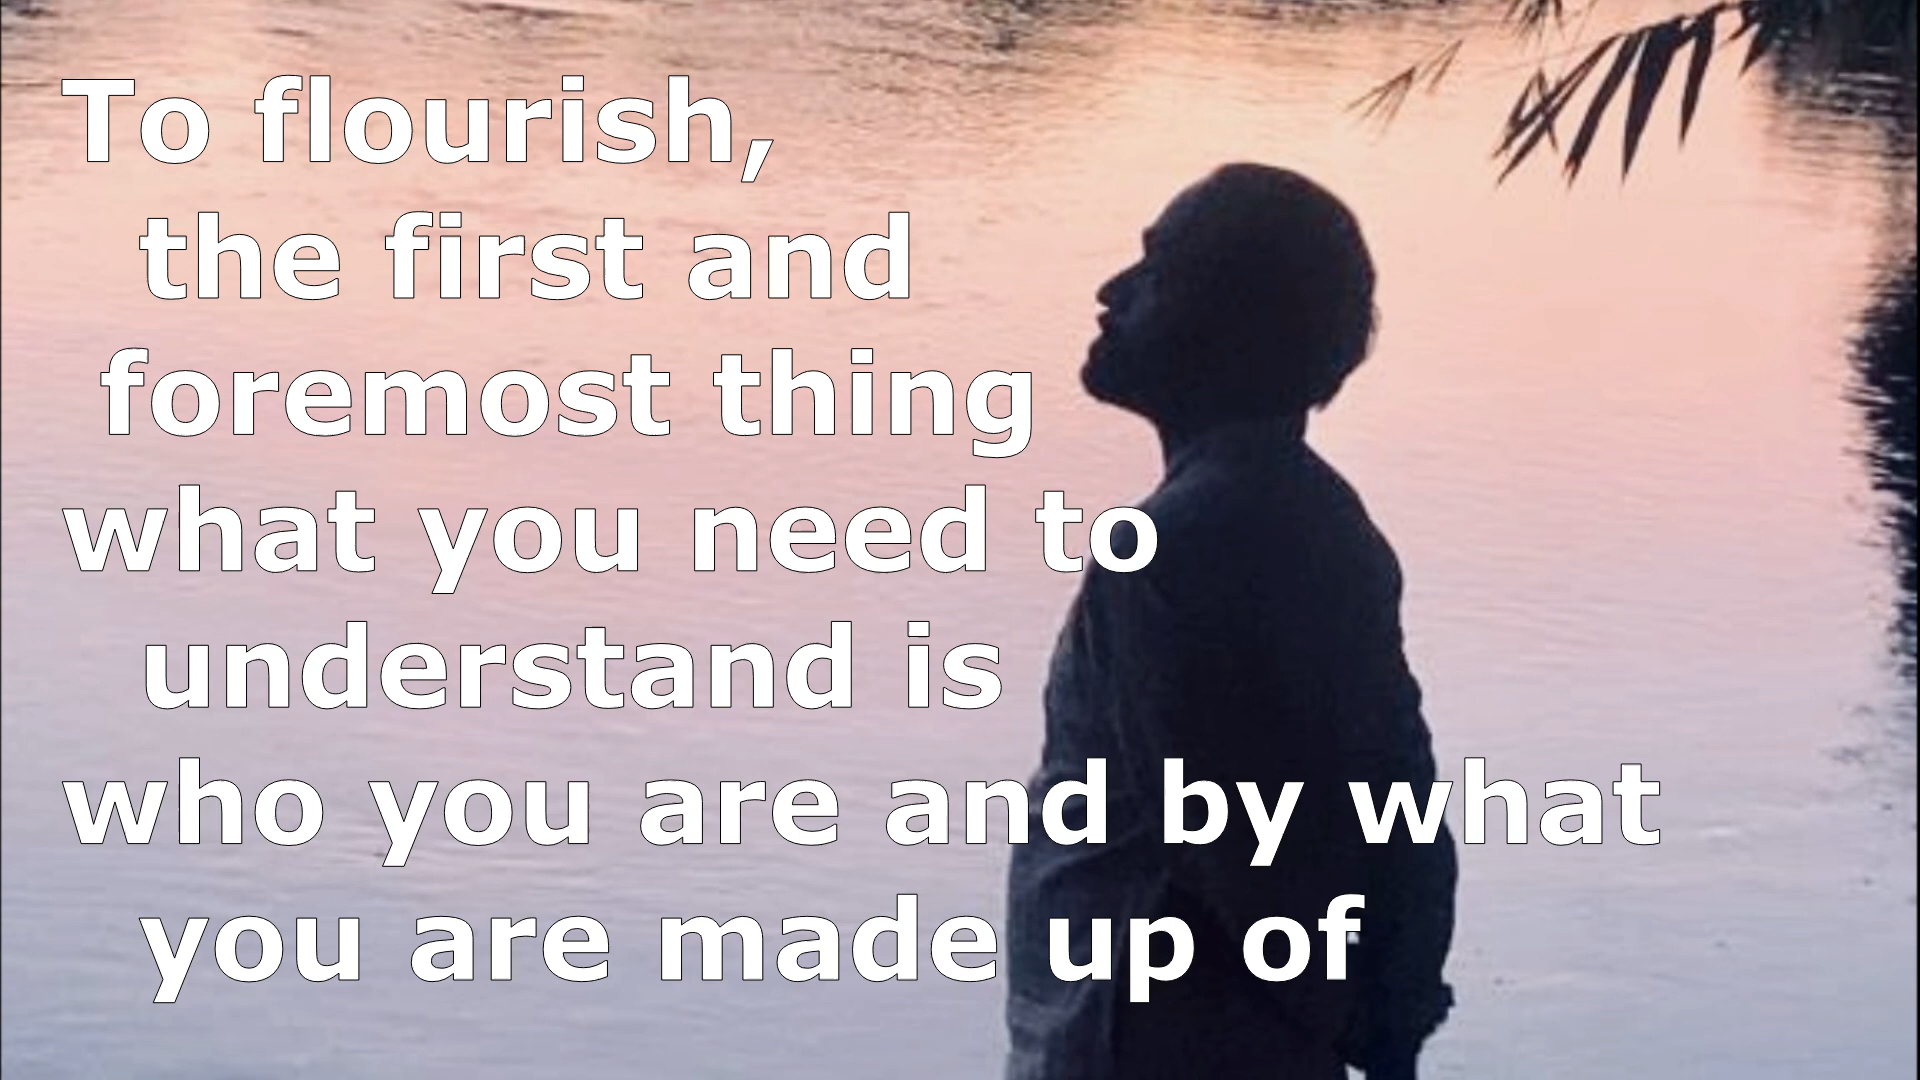 To flourish,
the first and
foremost thing
what you need to
understand is
who you are and by what
you are made up of